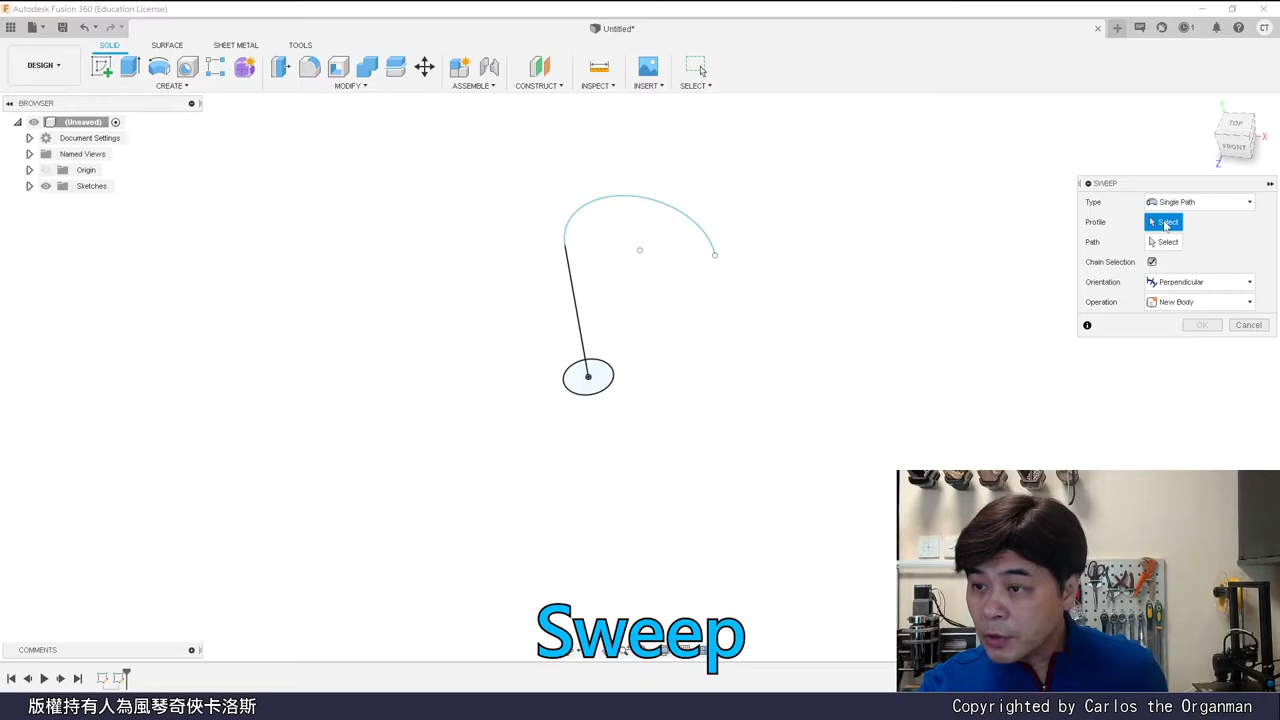 Autodesk Fusion 360 (Education License)
Untitled*
CT
DESIGN
SOLID
SURFACE
SHEET METAL
TOOLS
CREATE
MODIFY
ASSEMBLE
CONSTRUCT
INSPECT
INSERT
SELECT
BROWSER
(Unsaved)
Document Settings
Named Views
Origin
Sketches
TOP
FRONT
X
Y
Z
SWEEP
Type
Single Path
Profile
Select
Path
Select
Chain Selection
Orientation
Perpendicular
Operation
New Body
OK
Cancel
Sweep
COMMENTS
版權持有人為風琴奇俠卡洛斯
Copyrighted by Carlos the Organman